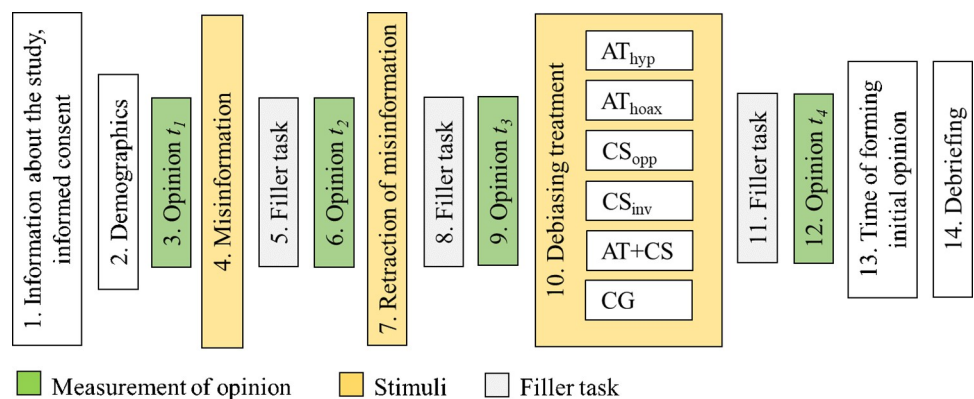 1. Information about the study,
informed consent
2. Demographics
3. Opinion t1
4. Misinformation
5. Filler task
6. Opinion t2
7. Retraction of misinformation
8. Filler task
9. Opinion t3
10. Debiasing treatment
AThyp
AThoax
CSopp
CSinv
AT+CS
CG
11. Filler task
12. Opinion t4
13. Time of forming
initial opinion
14. Debriefing
Measurement of opinion
Stimuli
Filler task